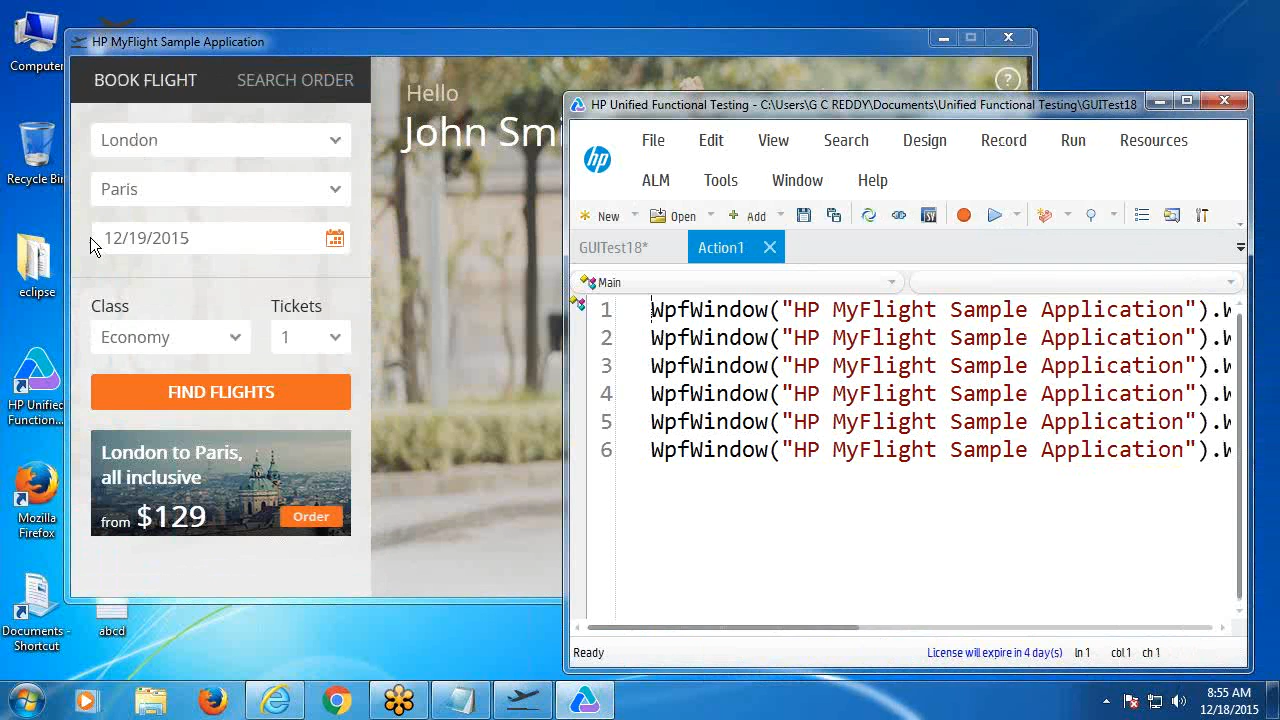 Computer
Recycle Bin
eclipse
HP Unified
Function...
Mozilla
Firefox
Documents -
Shortcut
abcd
HP MyFlight Sample Application
BOOK FLIGHT
SEARCH ORDER
London
Paris
12/19/2015
Class
Tickets
Economy
1
FIND FLIGHTS
London to Paris,
all inclusive
from $129
Order
Hello
John Smi
?
HP Unified Functional Testing - C:\Users\G C REDDY\Documents\Unified Functional Testing\GUITest18
hp
File Edit View Search Design Record Run Resources
ALM Tools Window Help
New Open Add
GUITest18* Action1
Main
1 WpfWindow("HP MyFlight Sample Application").W
2 WpfWindow("HP MyFlight Sample Application").W
3 WpfWindow("HP MyFlight Sample Application").W
4 WpfWindow("HP MyFlight Sample Application").W
5 WpfWindow("HP MyFlight Sample Application").W
6 WpfWindow("HP MyFlight Sample Application").W
Ready License will expire in 4 day(s) ln 1 col 1 ch 1
8:55 AM
12/18/2015